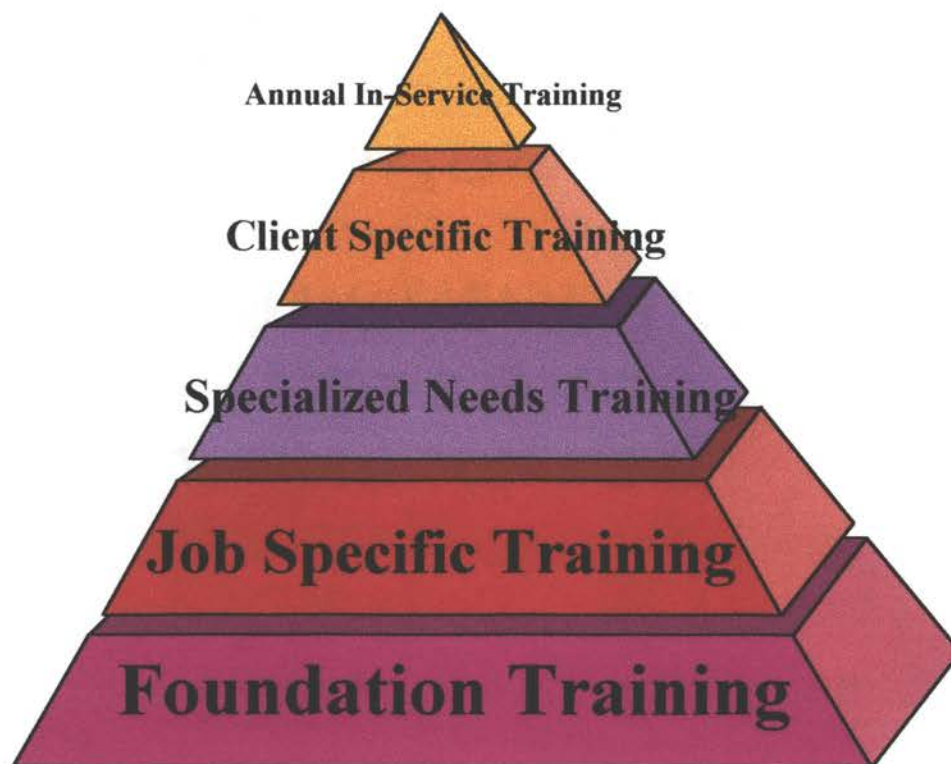 Annual In-Service Training
Client Specific Training
Specialized Needs Training
Job Specific Training
Foundation Training